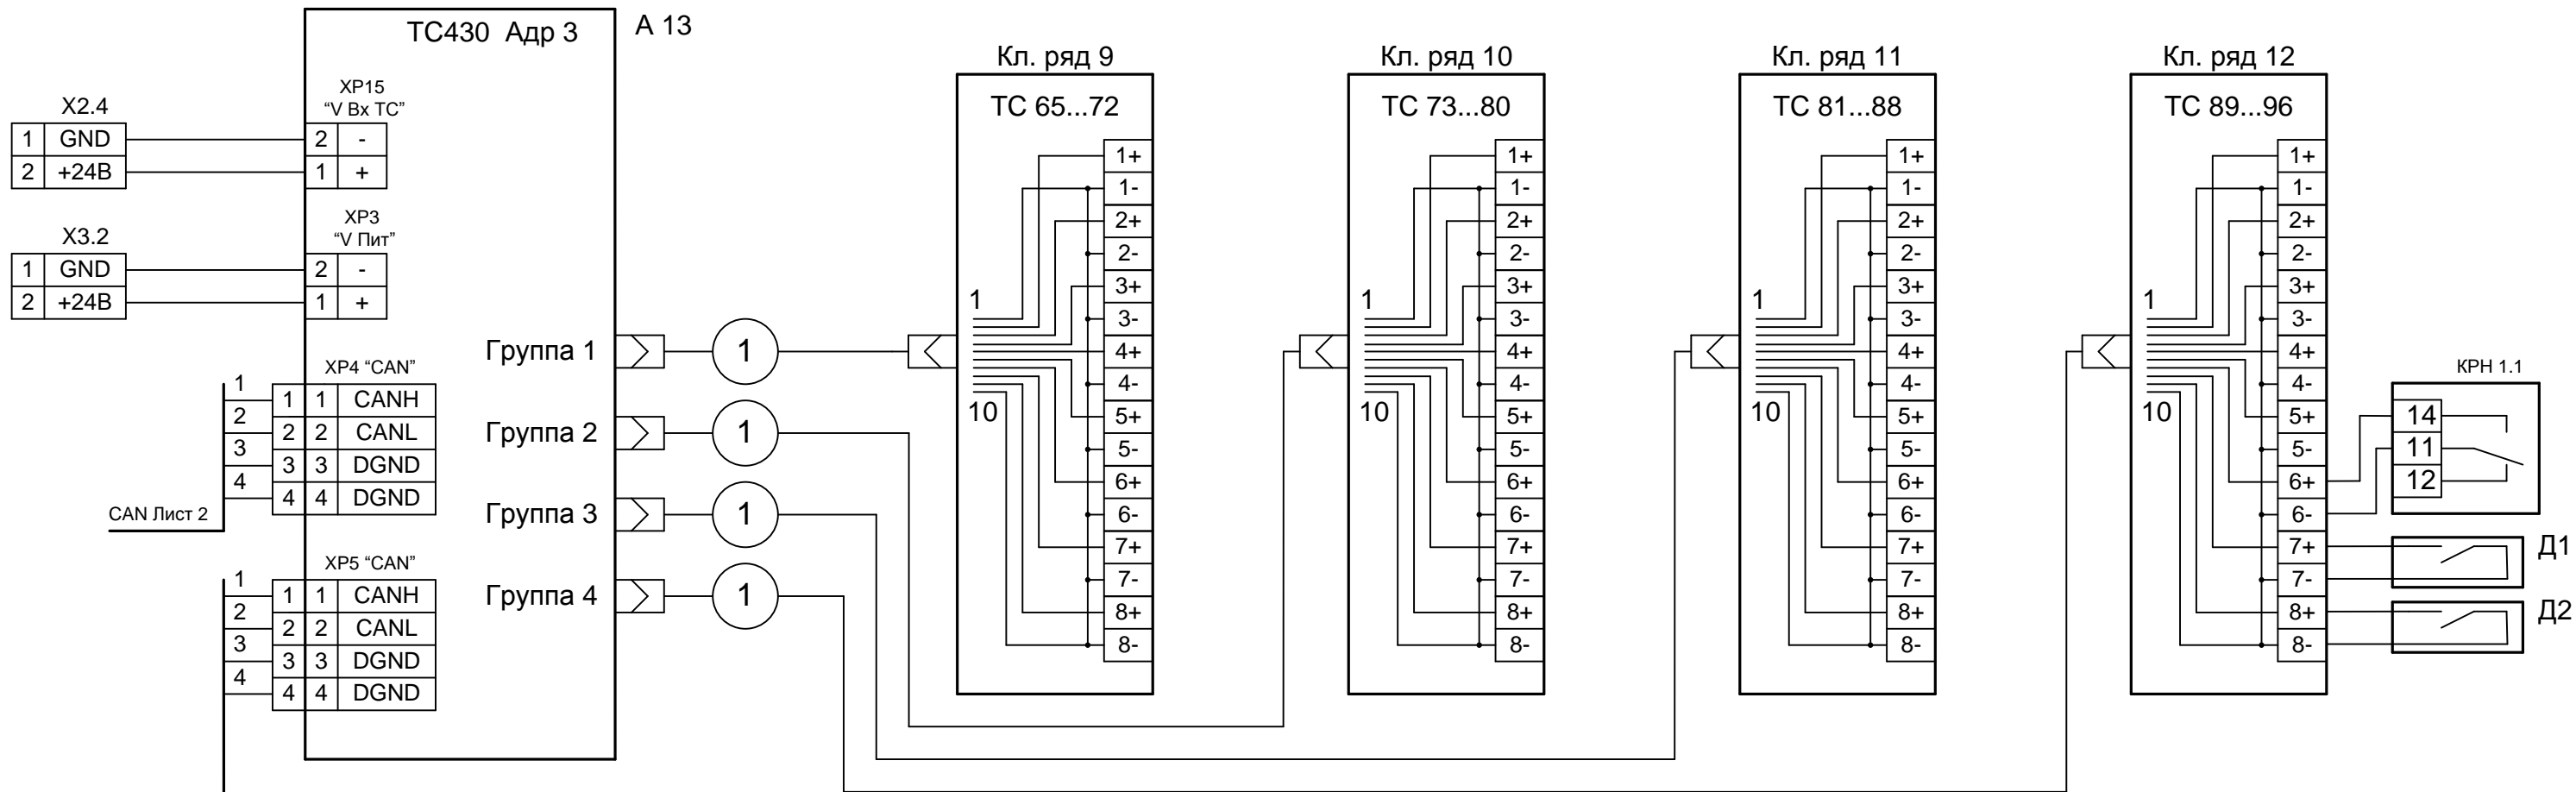 ТС430 Адр 3
А 13
ХР15
“V Вх ТС”
Х2.4
1 GND 2 -
2 +24В 1 +
ХР3
“V Пит”
Х3.2
1 GND 2 -
2 +24В 1 +
ХР4 “CAN”
1 1 1 CANH
2 2 2 CANL
3 3 3 DGND
4 4 4 DGND
CAN Лист 2
ХР5 “CAN”
1 1 1 CANH
2 2 2 CANL
3 3 3 DGND
4 4 4 DGND
Группа 1 1
Группа 2 1
Группа 3 1
Группа 4 1
Кл. ряд 9
ТС 65...72
1
10
1+
1-
2+
2-
3+
3-
4+
4-
5+
5-
6+
6-
7+
7-
8+
8-
Кл. ряд 10
ТС 73...80
1
10
1+
1-
2+
2-
3+
3-
4+
4-
5+
5-
6+
6-
7+
7-
8+
8-
Кл. ряд 11
ТС 81...88
1
10
1+
1-
2+
2-
3+
3-
4+
4-
5+
5-
6+
6-
7+
7-
8+
8-
Кл. ряд 12
ТС 89...96
1
10
1+
1-
2+
2-
3+
3-
4+
4-
5+
5-
6+
6-
7+
7-
8+
8-
КРН 1.1
14
11
12
Д1
Д2